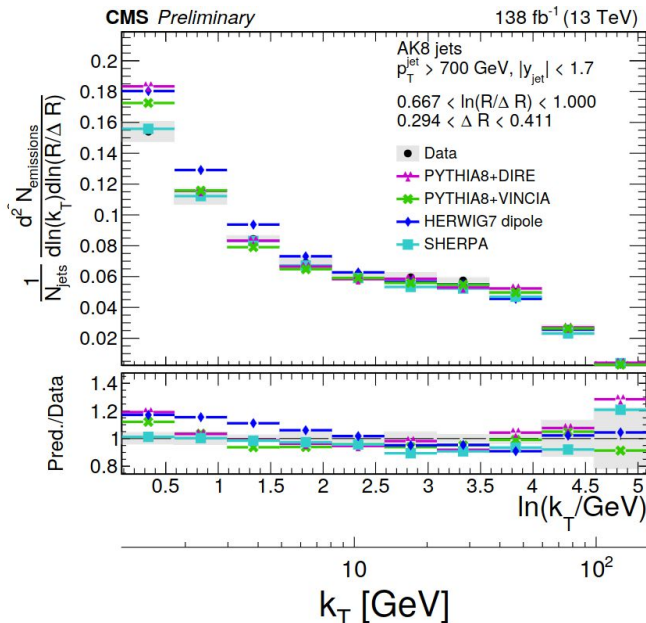 CMS Preliminary 138 fb⁻¹ (13 TeV)
AK8 jets
p_T^jet > 700 GeV, |y_jet| < 1.7
0.667 < ln(R/Δ R) < 1.000
0.294 < Δ R < 0.411
Data
PYTHIA8+DIRE
PYTHIA8+VINCIA
HERWIG7 dipole
SHERPA
1/N_jets d² N_emissions / dln(k_T)dln(R/Δ R)
0.2
0.18
0.16
0.14
0.12
0.1
0.08
0.06
0.04
0.02
Pred./Data
1.4
1.2
1.0
0.8
0.5 1 1.5 2 2.5 3 3.5 4 4.5 5
ln(k_T/GeV)
10 10²
k_T [GeV]